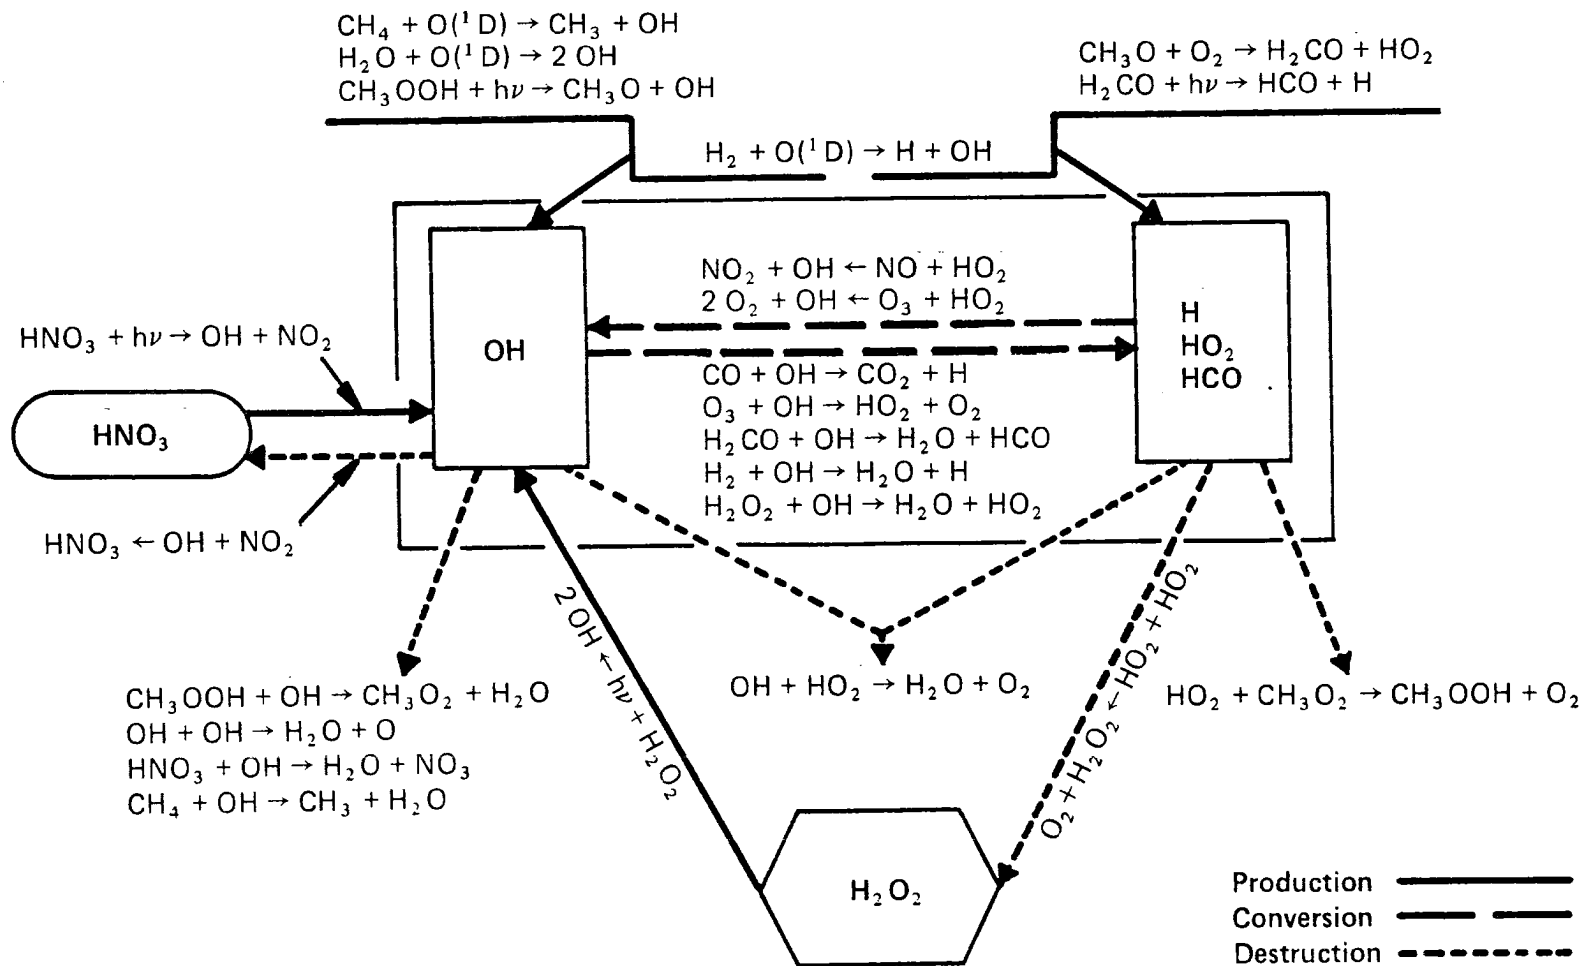 CH₄ + O(¹D) → CH₃ + OH
H₂O + O(¹D) → 2 OH
CH₃OOH + hν → CH₃O + OH
CH₃O + O₂ → H₂CO + HO₂
H₂CO + hν → HCO + H
H₂ + O(¹D) → H + OH
NO₂ + OH ← NO + HO₂
2 O₂ + OH ← O₃ + HO₂
OH
H
HO₂
HCO
CO + OH → CO₂ + H
O₃ + OH → HO₂ + O₂
H₂CO + OH → H₂O + HCO
H₂ + OH → H₂O + H
H₂O₂ + OH → H₂O + HO₂
HNO₃ + hν → OH + NO₂
HNO₃
HNO₃ ← OH + NO₂
2 OH ← hν + H₂O₂
O₂ + H₂O₂ ← HO₂ + HO₂
CH₃OOH + OH → CH₃O₂ + H₂O
OH + OH → H₂O + O
HNO₃ + OH → H₂O + NO₃
CH₄ + OH → CH₃ + H₂O
OH + HO₂ → H₂O + O₂
HO₂ + CH₃O₂ → CH₃OOH + O₂
H₂O₂
Production
Conversion
Destruction